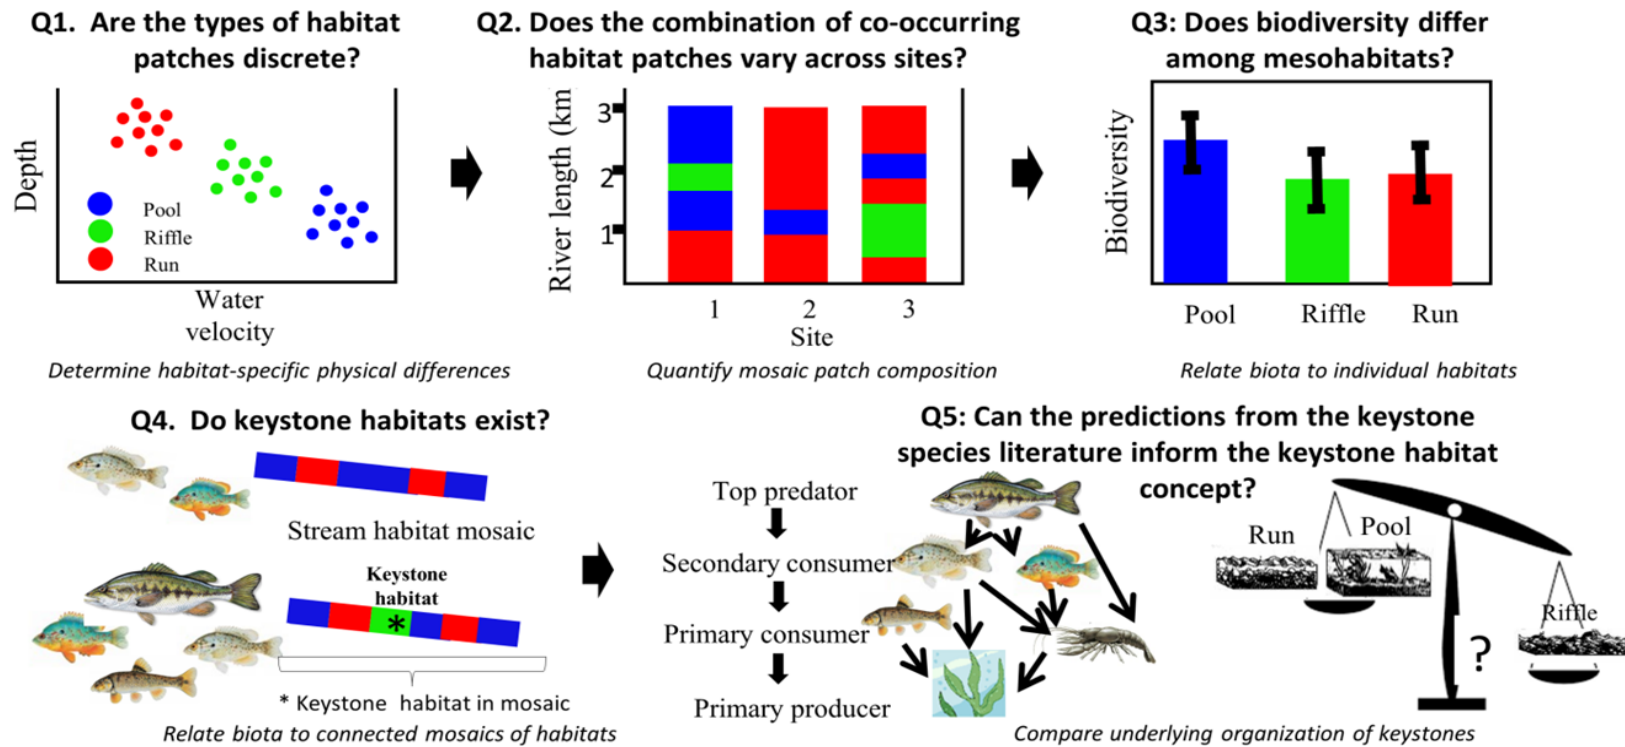 Q1. Are the types of habitat
patches discrete?
Depth
Pool
Riffle
Run
Water
velocity
Determine habitat-specific physical differences
Q2. Does the combination of co-occurring
habitat patches vary across sites?
River length (km
3
2
1
1 2 3
Site
Quantify mosaic patch composition
Q3: Does biodiversity differ
among mesohabitats?
Biodiversity
Pool Riffle Run
Relate biota to individual habitats
Q4. Do keystone habitats exist?
Stream habitat mosaic
Keystone
habitat
*
* Keystone habitat in mosaic
Relate biota to connected mosaics of habitats
Q5: Can the predictions from the keystone
species literature inform the keystone habitat
concept?
Top predator
Secondary consumer
Primary consumer
Primary producer
Run
Pool
Riffle
?
Compare underlying organization of keystones